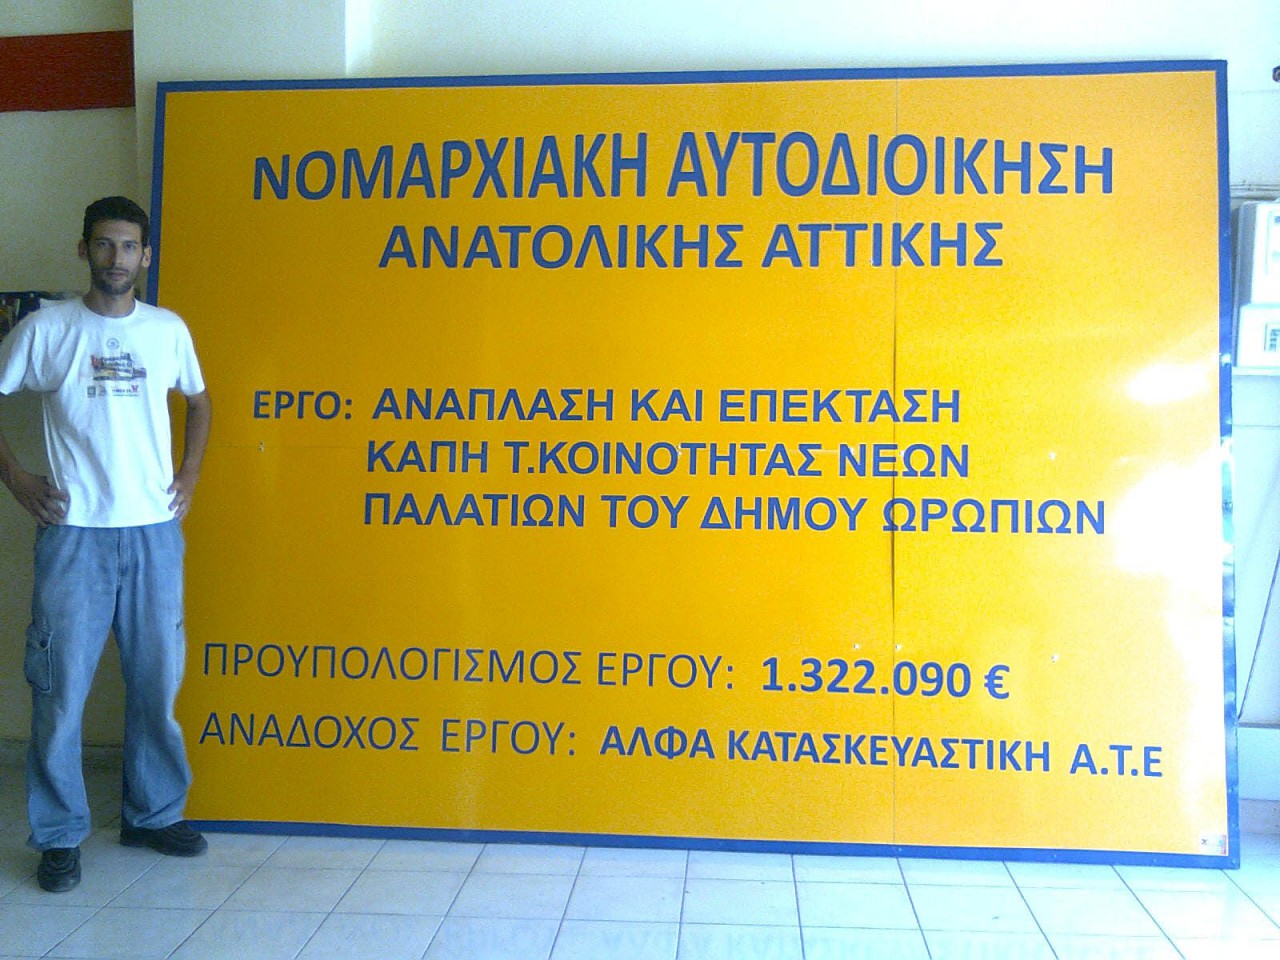 ΝΟΜΑΡΧΙΑΚΗ ΑΥΤΟΔΙΟΙΚΗΣΗ
ΑΝΑΤΟΛΙΚΗΣ ΑΤΤΙΚΗΣ
ΕΡΓΟ: ΑΝΑΠΛΑΣΗ ΚΑΙ ΕΠΕΚΤΑΣΗ
ΚΑΠΗ Τ.ΚΟΙΝΟΤΗΤΑΣ ΝΕΩΝ
ΠΑΛΑΤΙΩΝ ΤΟΥ ΔΗΜΟΥ ΩΡΩΠΙΩΝ
ΠΡΟΥΠΟΛΟΓΙΣΜΟΣ ΕΡΓΟΥ: 1.322.090 €
ΑΝΑΔΟΧΟΣ ΕΡΓΟΥ: ΑΛΦΑ ΚΑΤΑΣΚΕΥΑΣΤΙΚΗ Α.Τ.Ε